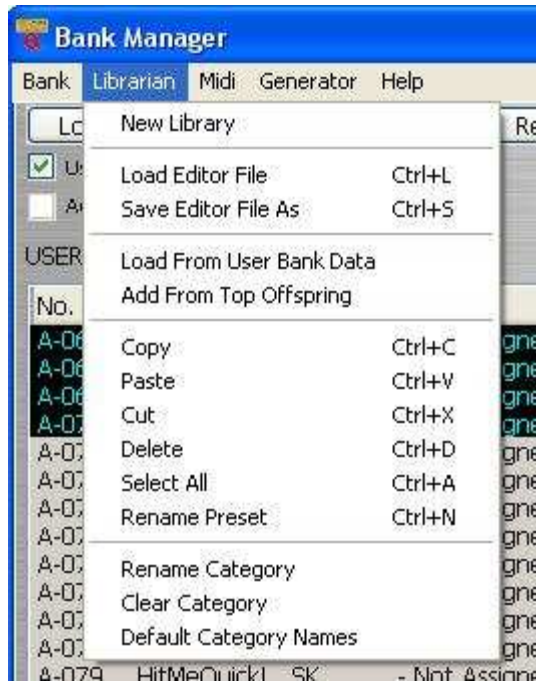 Bank Manager
Bank Librarian Midi Generator Help
New Library
Load Editor File Ctrl+L
Save Editor File As Ctrl+S
USER
Load From User Bank Data
Add From Top Offspring
No.
Copy Ctrl+C
Paste Ctrl+V
Cut Ctrl+X
Delete Ctrl+D
Select All Ctrl+A
Rename Preset Ctrl+N
Rename Category
Clear Category
Default Category Names
A-079 HitMeQuick1 SK - Not Assigne